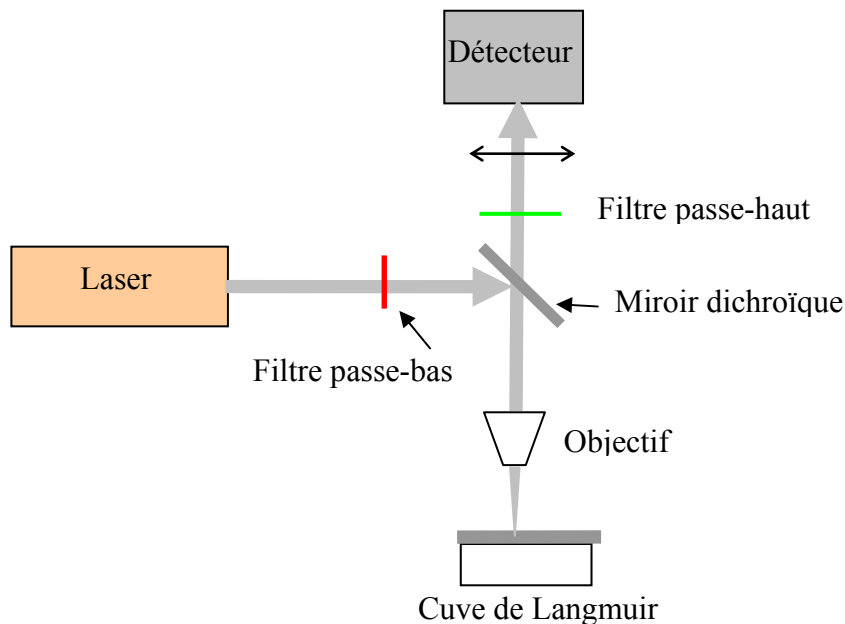 Détecteur
Filtre passe-haut
Laser
Miroir dichroïque
Filtre passe-bas
Objectif
Cuve de Langmuir